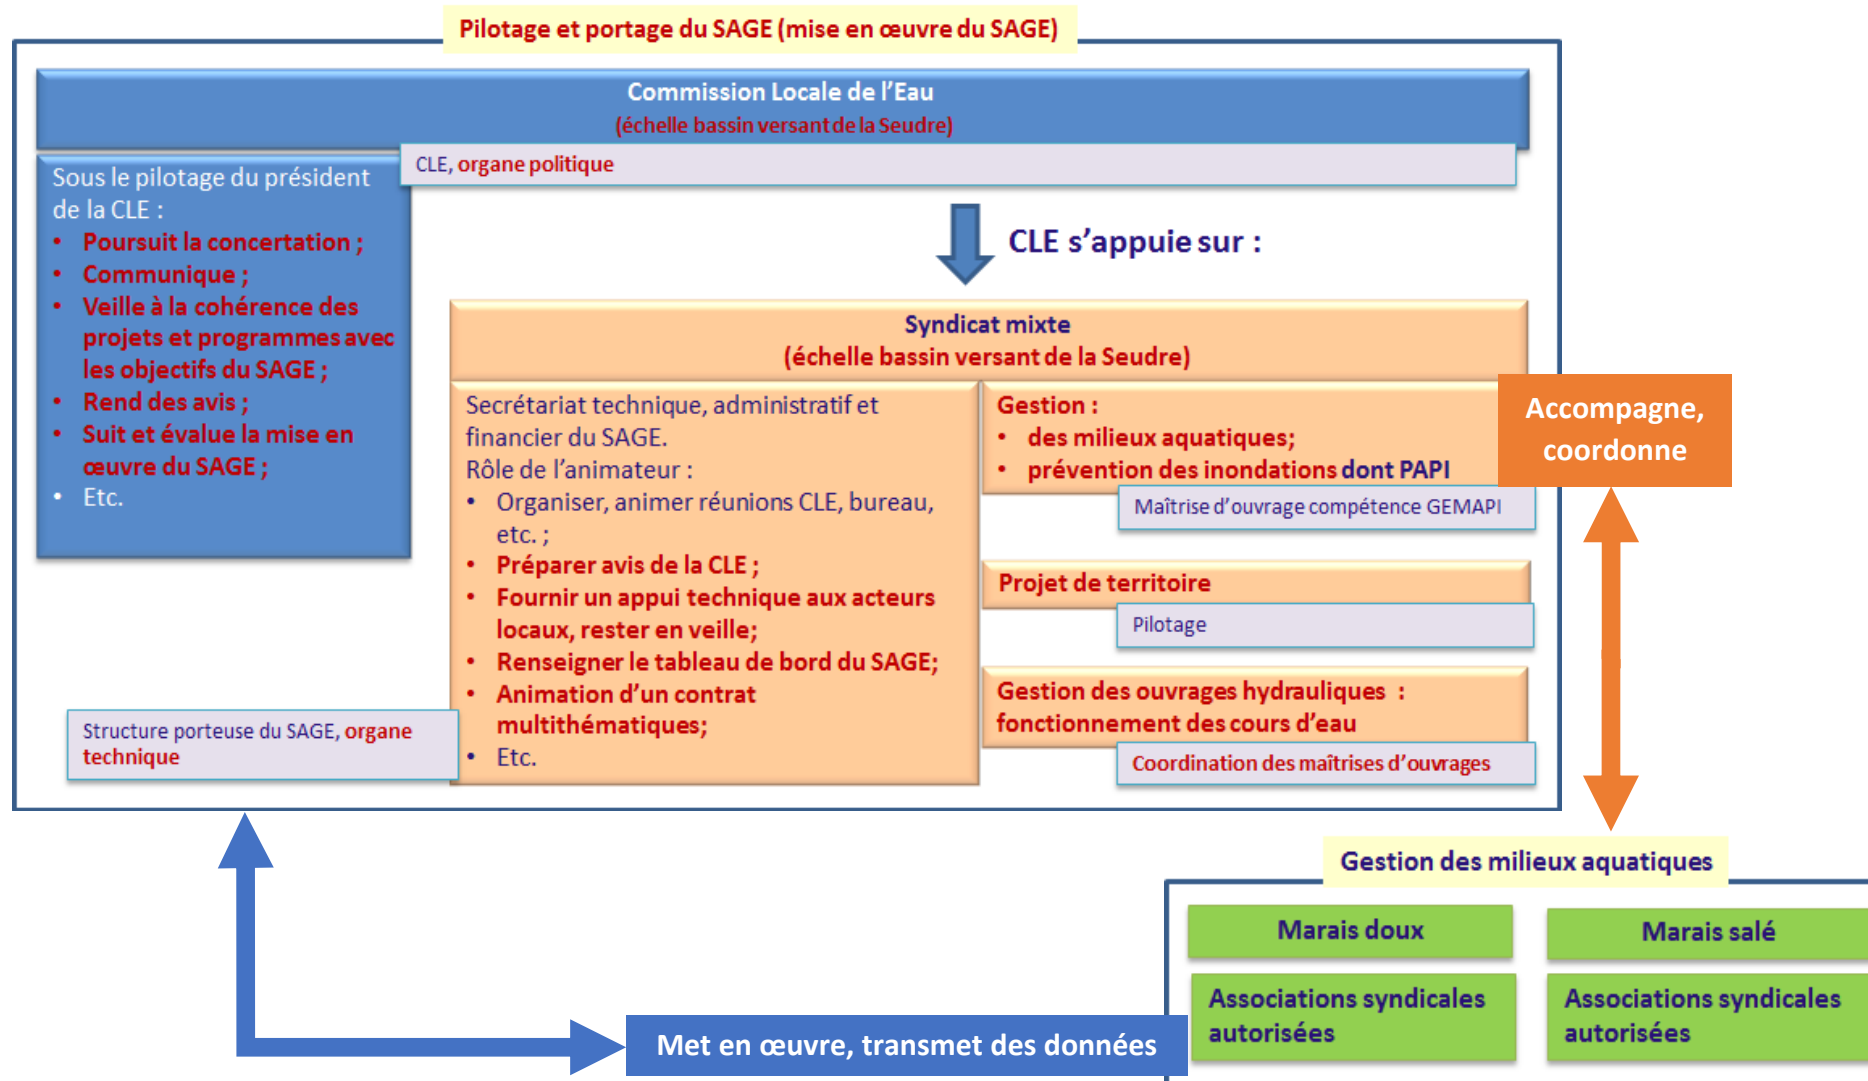 Pilotage et portage du SAGE (mise en œuvre du SAGE)
Commission Locale de l'Eau
(échelle bassin versant de la Seudre)
CLE, organe politique
Sous le pilotage du président
de la CLE :
• Poursuit la concertation ;
• Communique ;
• Veille à la cohérence des
projets et programmes avec
les objectifs du SAGE ;
• Rend des avis ;
• Suit et évalue la mise en
œuvre du SAGE ;
• Etc.
CLE s'appuie sur :
Syndicat mixte
(échelle bassin versant de la Seudre)
Secrétariat technique, administratif et
financier du SAGE.
Rôle de l'animateur :
• Organiser, animer réunions CLE, bureau,
etc. ;
• Préparer avis de la CLE ;
• Fournir un appui technique aux acteurs
locaux, rester en veille;
• Renseigner le tableau de bord du SAGE;
• Animation d'un contrat
multithématiques;
• Etc.
Structure porteuse du SAGE, organe
technique
Gestion :
• des milieux aquatiques;
• prévention des inondations dont PAPI
Maîtrise d'ouvrage compétence GEMAPI
Projet de territoire
Pilotage
Gestion des ouvrages hydrauliques :
fonctionnement des cours d'eau
Coordination des maîtrises d'ouvrages
Accompagne,
coordonne
Gestion des milieux aquatiques
Marais doux
Marais salé
Associations syndicales
autorisées
Associations syndicales
autorisées
Met en œuvre, transmet des données